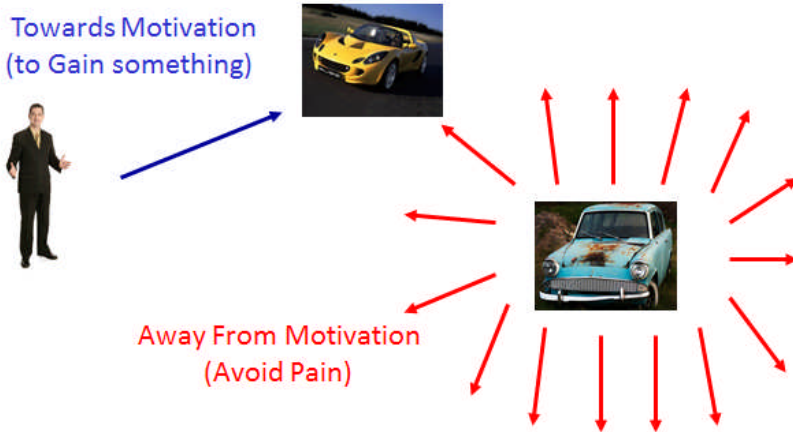 Towards Motivation
(to Gain something)
Away From Motivation
(Avoid Pain)